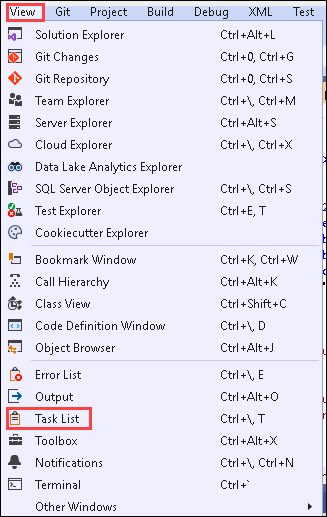 View Git Project Build Debug XML Test
Solution Explorer Ctrl+Alt+L
Git Changes Ctrl+0, Ctrl+G
Git Repository Ctrl+0, Ctrl+S
Team Explorer Ctrl+\, Ctrl+M
Server Explorer Ctrl+Alt+S
Cloud Explorer Ctrl+\, Ctrl+X
Data Lake Analytics Explorer
SQL Server Object Explorer Ctrl+\, Ctrl+S
Test Explorer Ctrl+E, T
Cookiecutter Explorer
Bookmark Window Ctrl+K, Ctrl+W
Call Hierarchy Ctrl+Alt+K
Class View Ctrl+Shift+C
Code Definition Window Ctrl+\, D
Object Browser Ctrl+Alt+J
Error List Ctrl+\, E
Output Ctrl+Alt+O
Task List Ctrl+\, T
Toolbox Ctrl+Alt+X
Notifications Ctrl+\, Ctrl+N
Terminal Ctrl+`
Other Windows